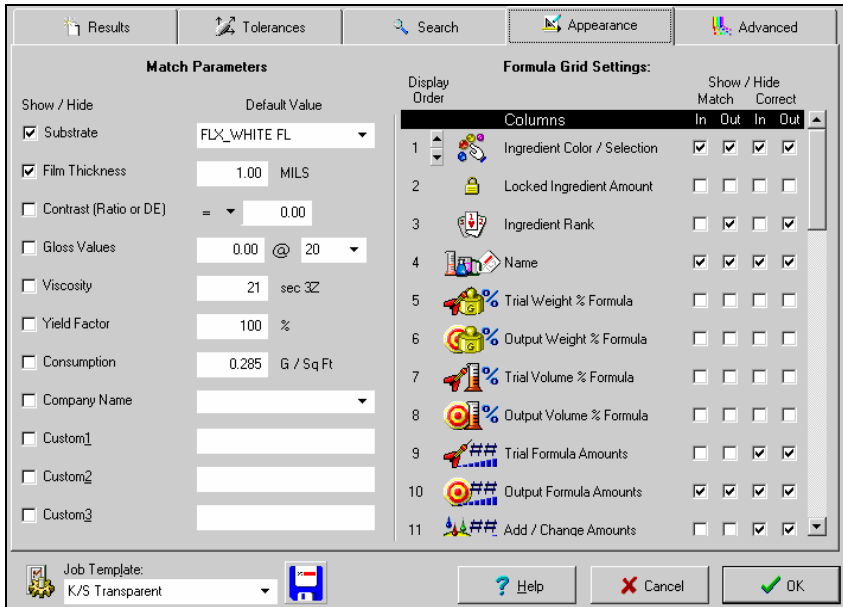 Results
Tolerances
Search
Appearance
Advanced
Match Parameters
Show / Hide
Default Value
Substrate
FLX_WHITE FL
Film Thickness
1.00 MILS
Contrast (Ratio or DE)
= 0.00
Gloss Values
0.00 @ 20
Viscosity
21 sec 3Z
Yield Factor
100 %
Consumption
0.285 G / Sq Ft
Company Name
Custom1
Custom2
Custom3
Formula Grid Settings:
Display Order
Show / Hide
Match Correct
Columns In Out In Out
1 Ingredient Color / Selection
2 Locked Ingredient Amount
3 Ingredient Rank
4 Name
5 % Trial Weight % Formula
6 % Output Weight % Formula
7 % Trial Volume % Formula
8 % Output Volume % Formula
9 ## Trial Formula Amounts
10 ## Output Formula Amounts
11 ## Add / Change Amounts
Job Template:
K/S Transparent
? Help
Cancel
OK